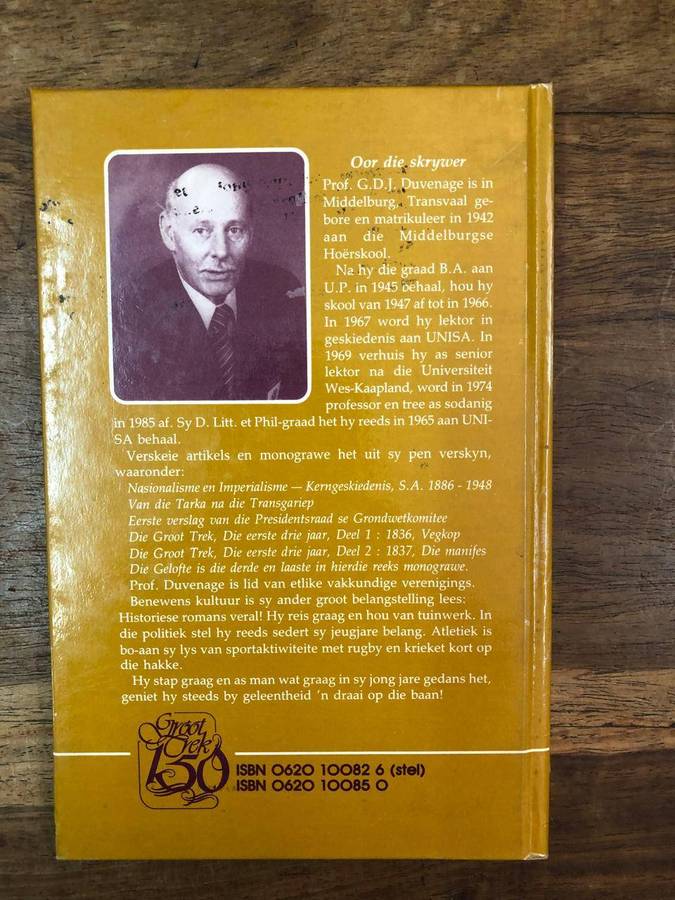 Oor die skrywer
Prof. G.D.J. Duvenage is in
Middelburg, Transvaal ge-
bore en matrikuleer in 1942
aan die Middelburgse
Hoërskool.
Na hy die graad B.A. aan
U.P. in 1945 behaal, hou hy
skool van 1947 af tot in 1966.
In 1967 word hy lektor in
geskiedenis aan UNISA. In
1969 verhuis hy as senior
lektor na die Universiteit
Wes-Kaapland, word in 1974
professor en tree as sodanig
in 1985 af. Sy D. Litt. et Phil-graad het hy reeds in 1965 aan UNI-
SA behaal.
Verskeie artikels en monograwe het uit sy pen verskyn,
waaronder:
Nasionalisme en Imperialisme — Kerngeskiedenis, S.A. 1886 - 1948
Van die Tarka na die Transgariep
Eerste verslag van die Presidentsraad se Grondwetkomitee
Die Groot Trek, Die eerste drie jaar, Deel 1 : 1836, Vegkop
Die Groot Trek, Die eerste drie jaar, Deel 2 : 1837, Die manifes
Die Gelofte is die derde en laaste in hierdie reeks monograwe.
Prof. Duvenage is lid van etlike vakkundige verenigings.
Benewens kultuur is sy ander groot belangstelling lees:
Historiese romans veral! Hy reis graag en hou van tuinwerk. In
die politiek stel hy reeds sedert sy jeugjare belang. Atletiek is
bo-aan sy lys van sportaktiwiteite met rugby en krieket kort op
die hakke.
Hy stap graag en as man wat graag in sy jong jare gedans het,
geniet hy steeds by geleentheid 'n draai op die baan!
Groot
Trek
150
ISBN 0620 10082 6 (stel)
ISBN 0620 10085 0